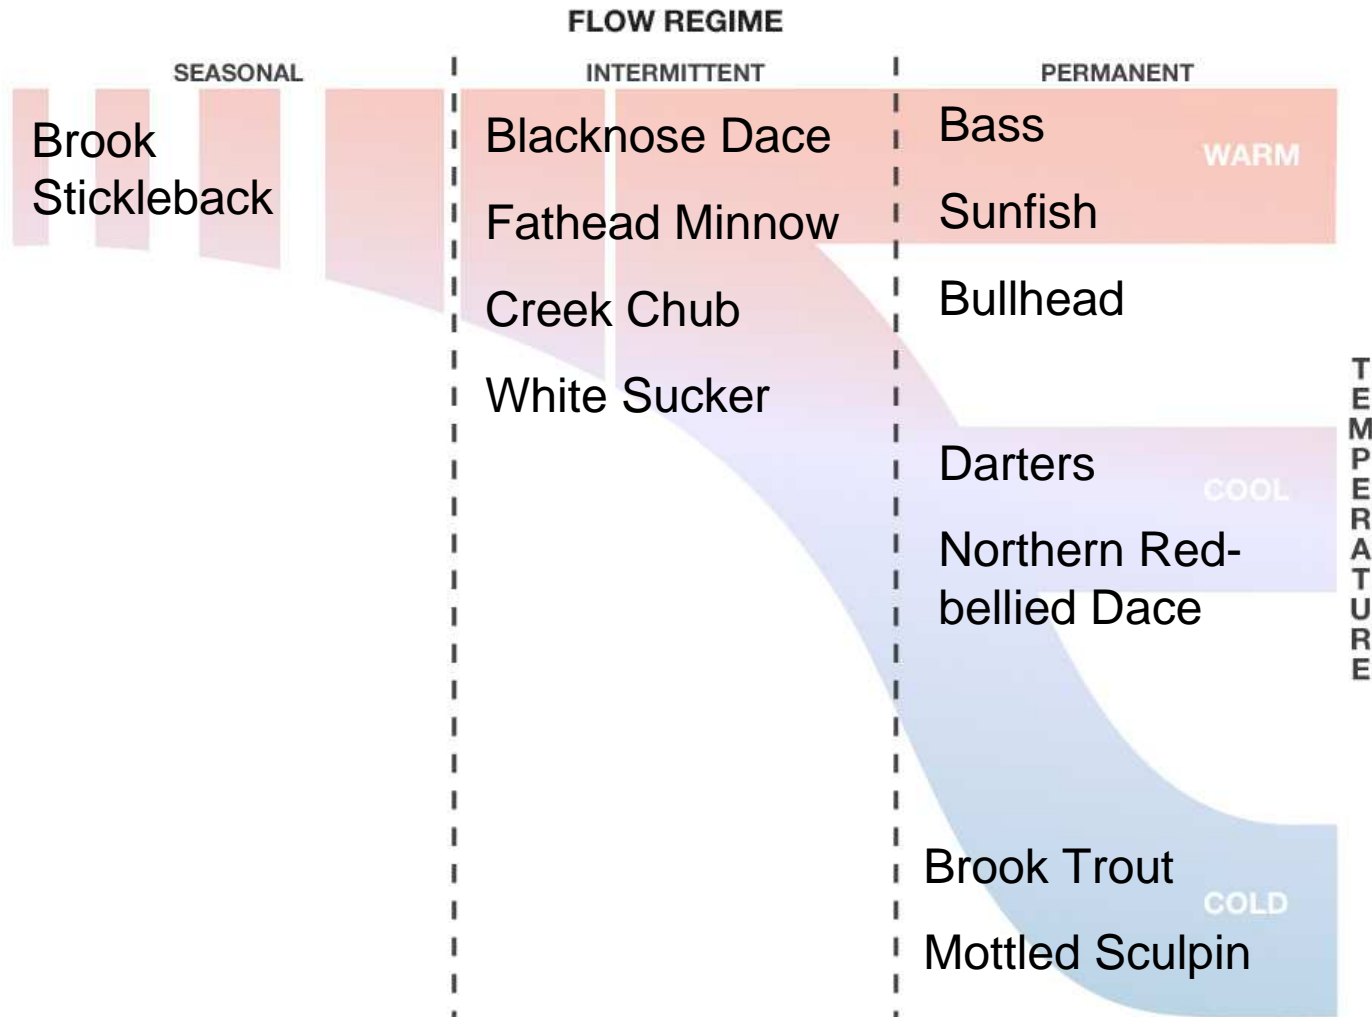 FLOW REGIME
SEASONAL
INTERMITTENT
PERMANENT
Brook
Stickleback
Blacknose Dace
Fathead Minnow
Creek Chub
White Sucker
Bass
WARM
Sunfish
Bullhead
Darters
COOL
Northern Red-
bellied Dace
Brook Trout
COLD
Mottled Sculpin
TEMPERATURE